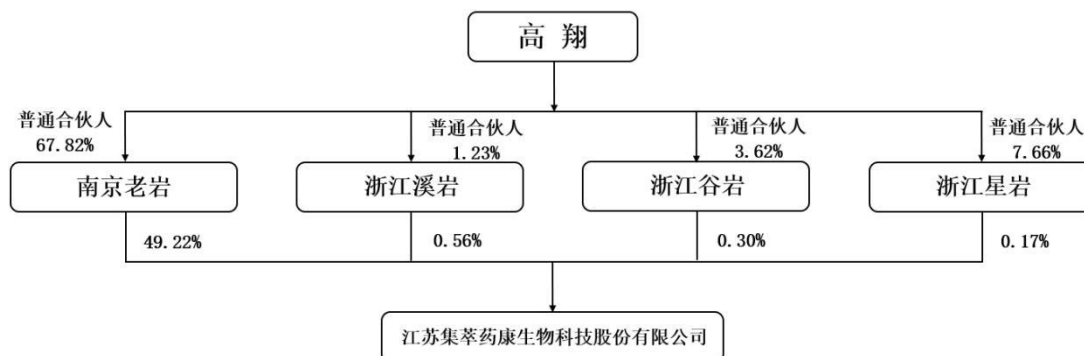 高 翔
普通合伙人
67.82%
普通合伙人
1.23%
普通合伙人
3.62%
普通合伙人
7.66%
南京老岩
浙江溪岩
浙江谷岩
浙江星岩
49.22%
0.56%
0.30%
0.17%
江苏集萃药康生物科技股份有限公司